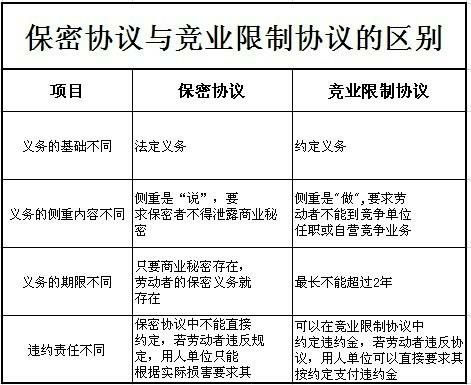 保密协议与竞业限制协议的区别
项目
保密协议
竞业限制协议
义务的基础不同
法定义务
约定义务
义务的侧重内容不同
侧重是“说”，要
求保密者不得泄露商业秘
密
侧重是"做",要求劳
动者不能到竞争单位
任职或自营竞争业务
义务的期限不同
只要商业秘密存在，
劳动者的保密义务就
存在
最长不能超过2年
违约责任不同
保密协议中不能直接
约定，若劳动者违反规
定，用人单位只能
根据实际损害要求其
可以在竞业限制协议中
约定违约金，若劳动者违反协
议，用人单位可以直接要求其
按约定支付违约金